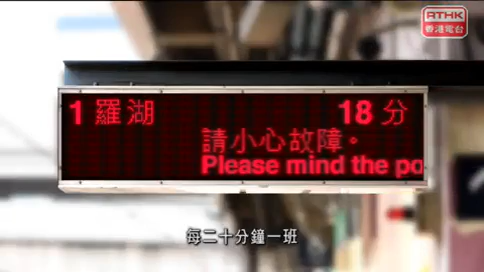 RTHK
香港電台
1 羅湖 18 分
請小心故障。
Please mind the po
每二十分鐘一班